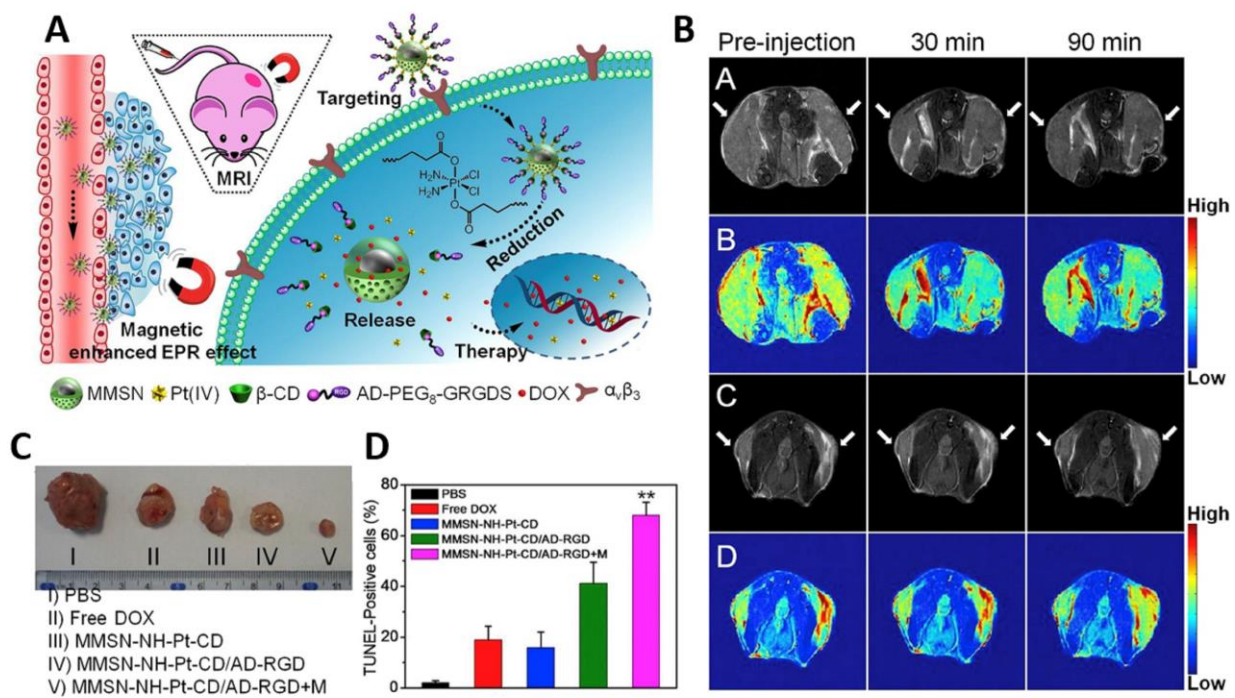 A
MRI
Targeting
O
O
H₂N
Cl
Pt
H₂N
Cl
O
O
Reduction
Release
Therapy
Magnetic
enhanced EPR effect
MMSN Pt(IV) β-CD RGD AD-PEG₈-GRGDS DOX αᵥβ₃
B
Pre-injection 30 min 90 min
A
B
High
Low
C
D
High
Low
C
I II III IV V
I) PBS
II) Free DOX
III) MMSN-NH-Pt-CD
IV) MMSN-NH-Pt-CD/AD-RGD
V) MMSN-NH-Pt-CD/AD-RGD+M
D
TUNEL-Positive cells (%)
80
60
40
20
0
PBS
Free DOX
MMSN-NH-Pt-CD
MMSN-NH-Pt-CD/AD-RGD
MMSN-NH-Pt-CD/AD-RGD+M
**